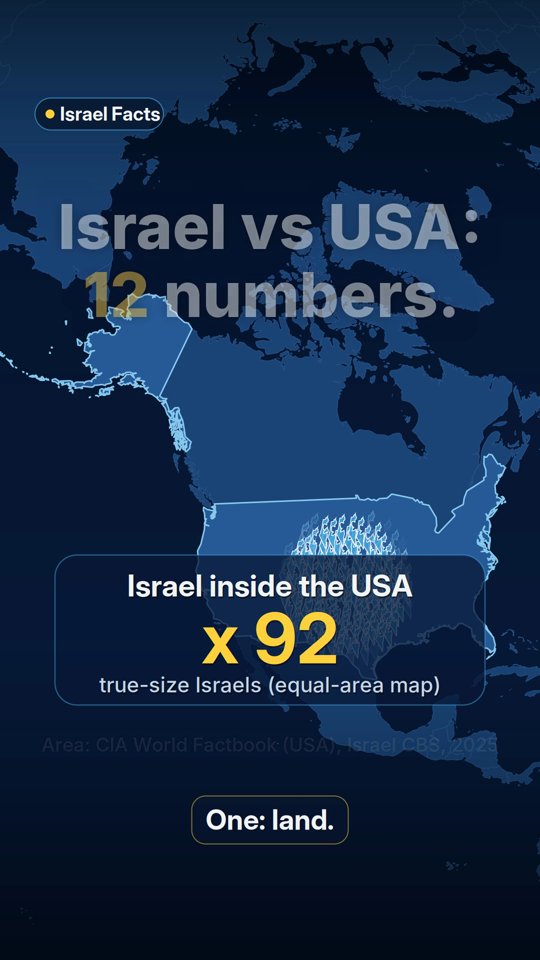 Israel Facts
Israel vs USA:
12 numbers.
Israel inside the USA
x 92
true-size Israels (equal-area map)
Area: CIA World Factbook (USA), Israel CBS, 2025
One: land.